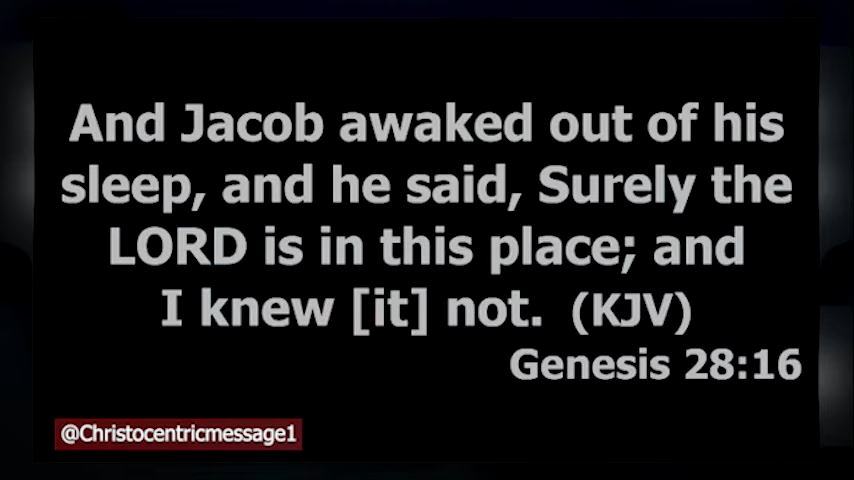 And Jacob awaked out of his
sleep, and he said, Surely the
LORD is in this place; and
I knew [it] not. (KJV)
Genesis 28:16
@Christocentricmessage1